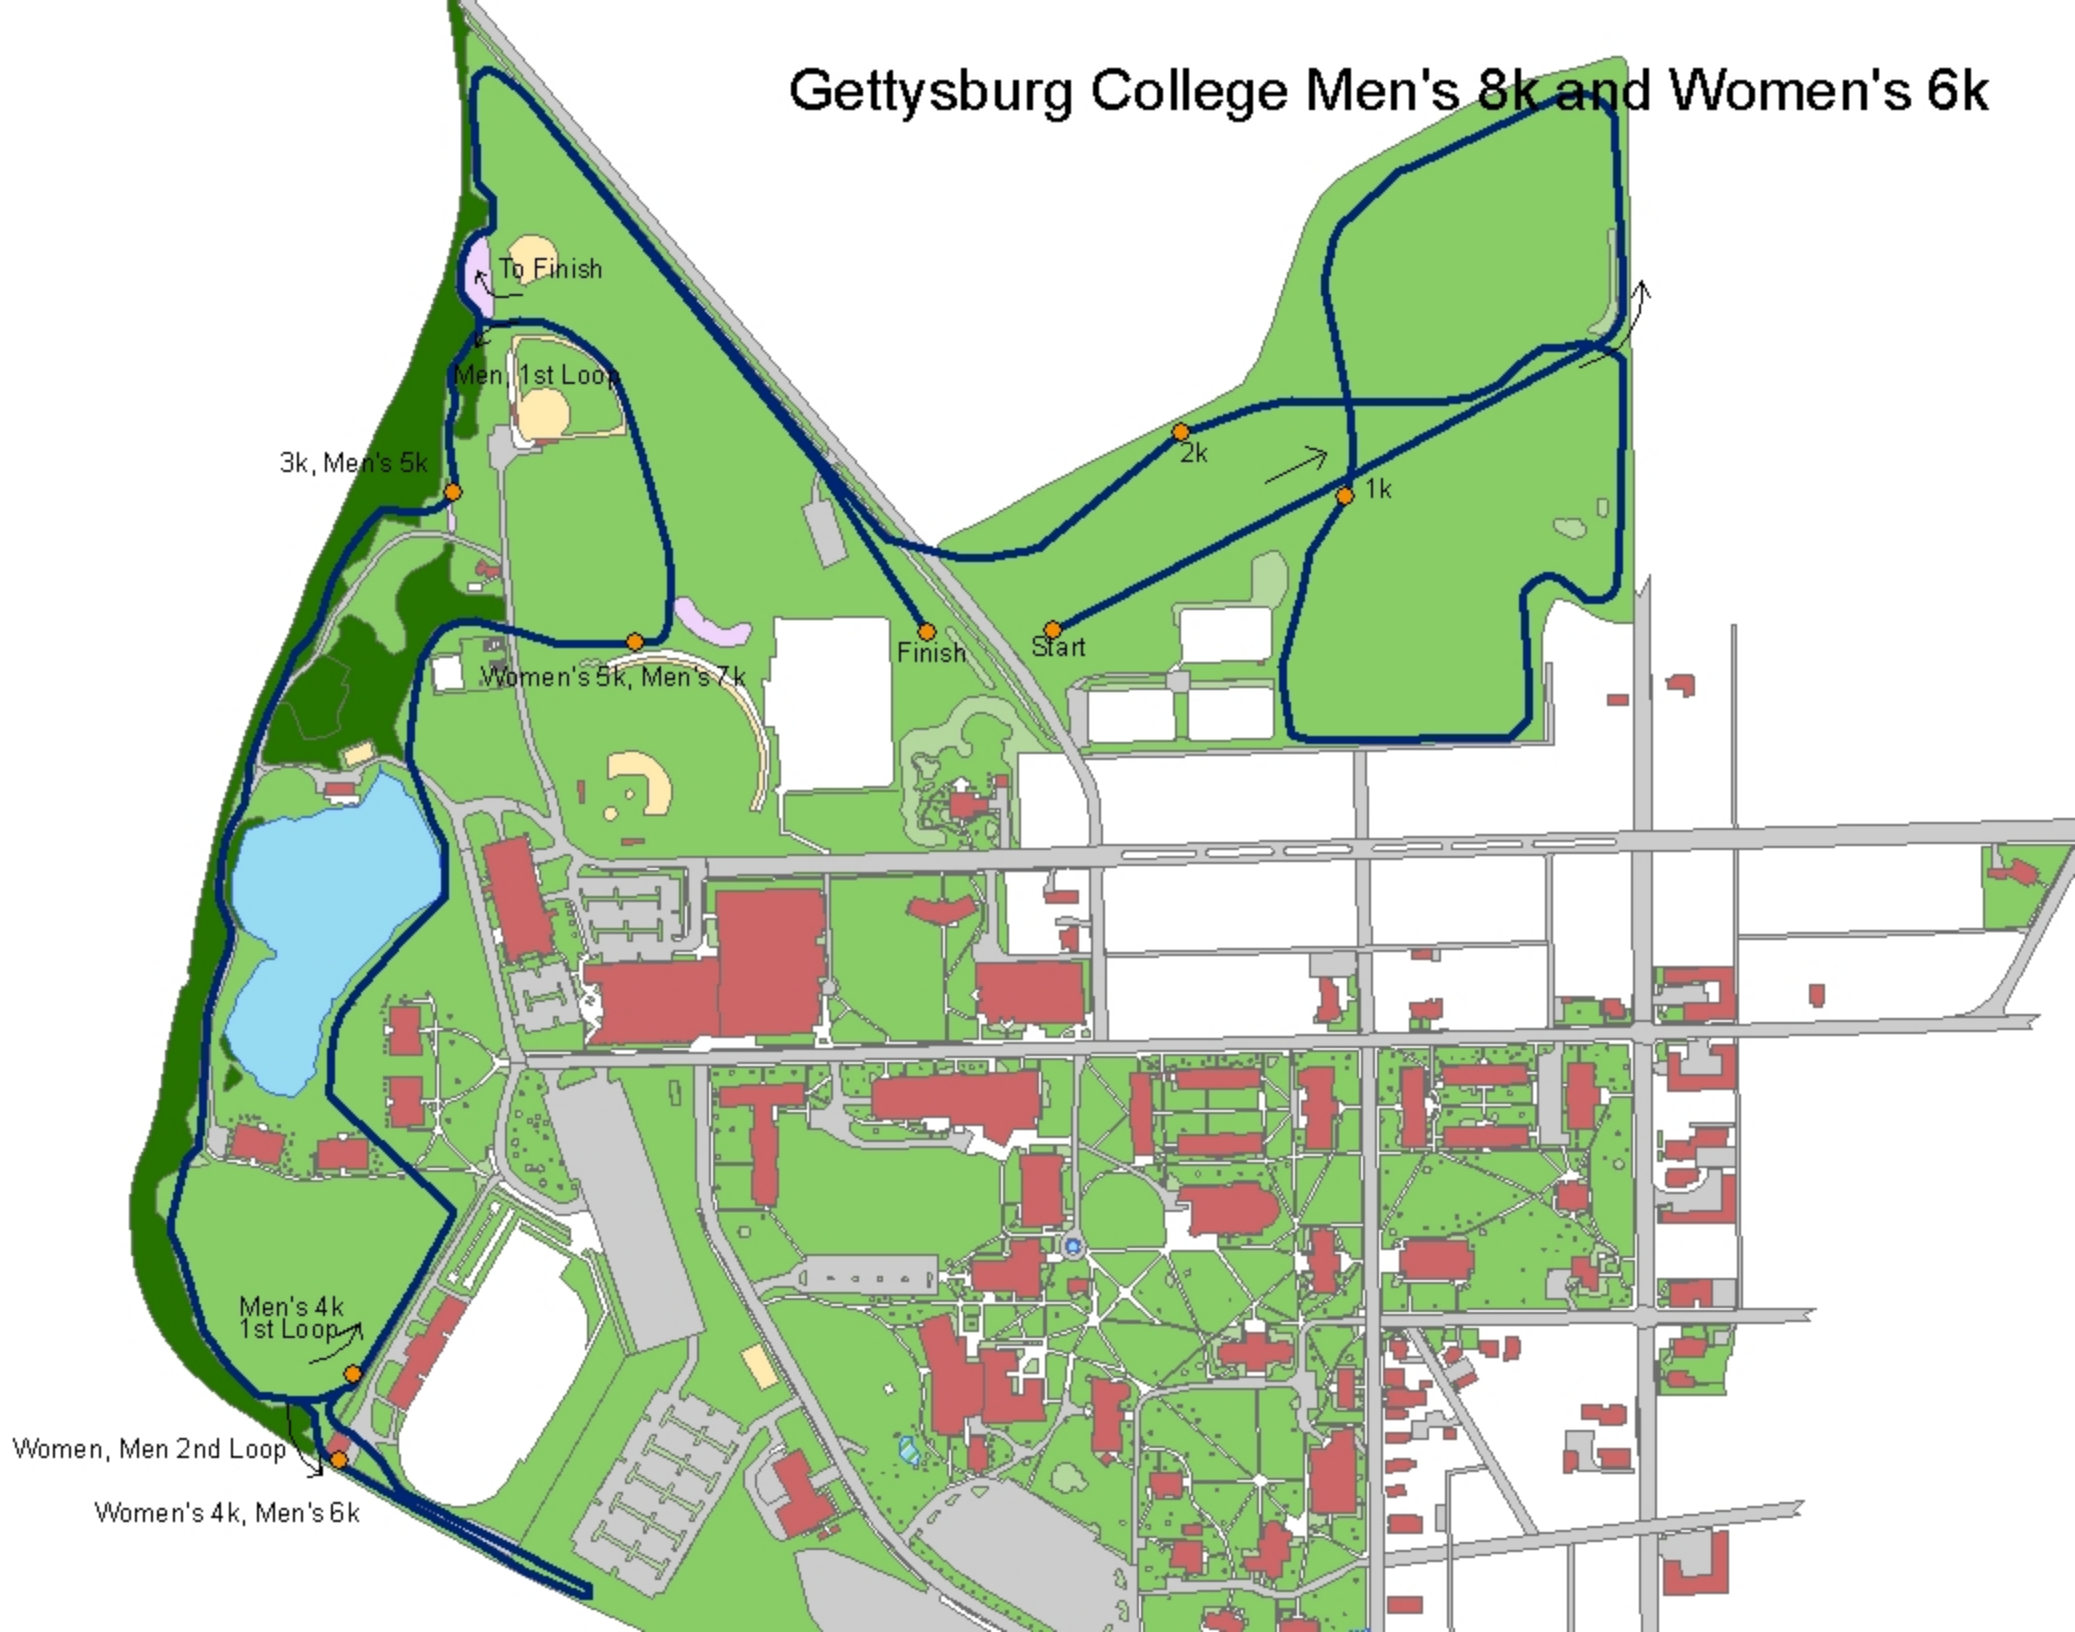 Gettysburg College Men's 8k and Women's 6k
To Finish
Men, 1st Loop
3k, Men's 5k
2k
1k
Finish
Start
Women's 5k, Men's 7k
Men's 4k
1st Loop
Women, Men 2nd Loop
Women's 4k, Men's 6k